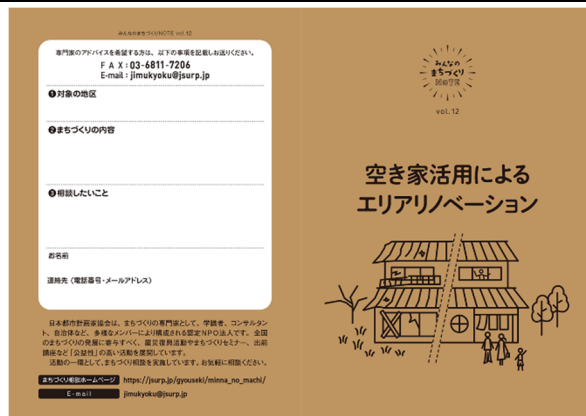 みんなのまちづくりNOTE vol.12
専門家のアドバイスを希望する方は、以下の事項を記載しお送りください。
FAX:03-6811-7206
E-mail:jimukyoku@jsurp.jp
❶対象の地区
❷まちづくりの内容
❸相談したいこと
お名前
連絡先（電話番号・メールアドレス）
日本都市計画家協会は、まちづくりの専門家として、学識者、コンサルタン
ト、自治体など、多様なメンバーにより構成される認定NPO法人です。全国
のまちづくりの発展に寄与すべく、震災復興活動やまちづくりセミナー、出前
講座など「公益性」の高い活動を展開しています。
活動の一環として、まちづくり相談を実施しています。お気軽に相談ください。
まちづくり相談ホームページ https://jsurp.jp/gyouseki/minna_no_machi/
E-mail jimukyoku@jsurp.jp
みんなの
まちづくり
vol.12
空き家活用による
エリアリノベーション